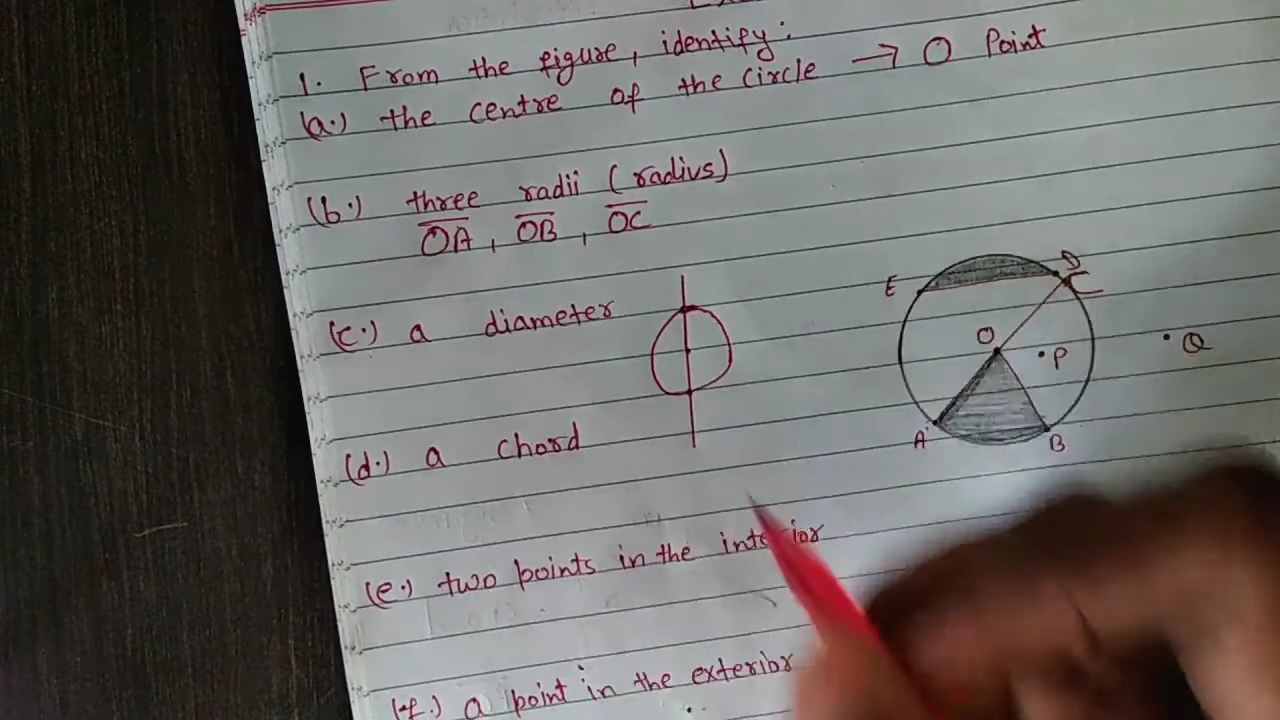 1. From the figure, identify:
(a.) the centre of the circle → O Point
(b.) three radii (radius)
OA, OB, OC
(c.) a diameter
(d.) a chord
(e.) two points in the interior
(f.) a point in the exterior
E
D
C
O
P
Q
A
B